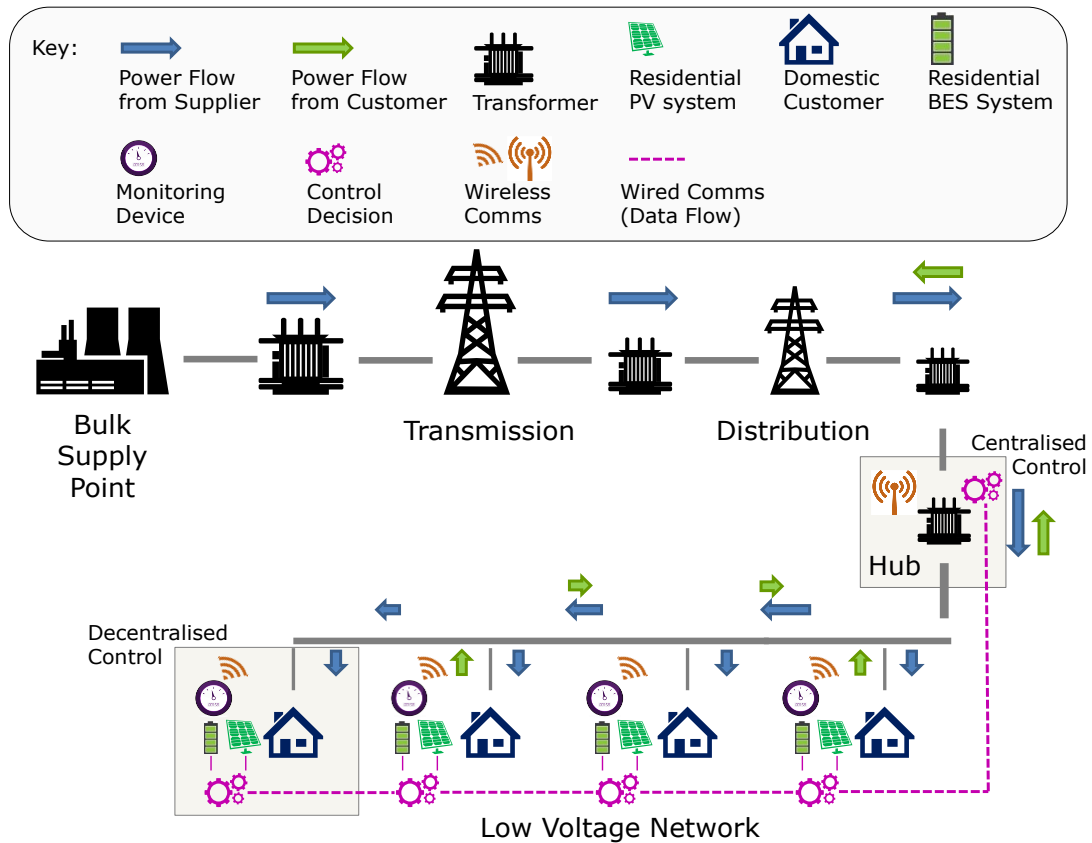 Key:
Power Flow
from Supplier
Power Flow
from Customer
Transformer
Residential
PV system
Domestic
Customer
Residential
BES System
Monitoring
Device
Control
Decision
Wireless
Comms
Wired Comms
(Data Flow)
Bulk
Supply
Point
Transmission
Distribution
Centralised
Control
Hub
Decentralised
Control
Low Voltage Network